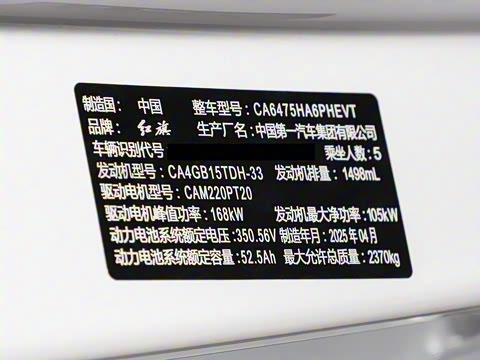 制造国：中国 整车型号：CA6475HA6PHEVT
品牌：红旗 生产厂名：中国第一汽车集团有限公司
车辆识别代号 乘坐人数：5
发动机型号：CA4GB15TDH-33 发动机排量：1498mL
驱动电机型号：CAM220PT20
驱动电机峰值功率：168kW 发动机最大净功率：105kW
动力电池系统额定电压：350.56V 制造年月：2025年04月
动力电池系统额定容量：52.5Ah 最大允许总质量：2370kg